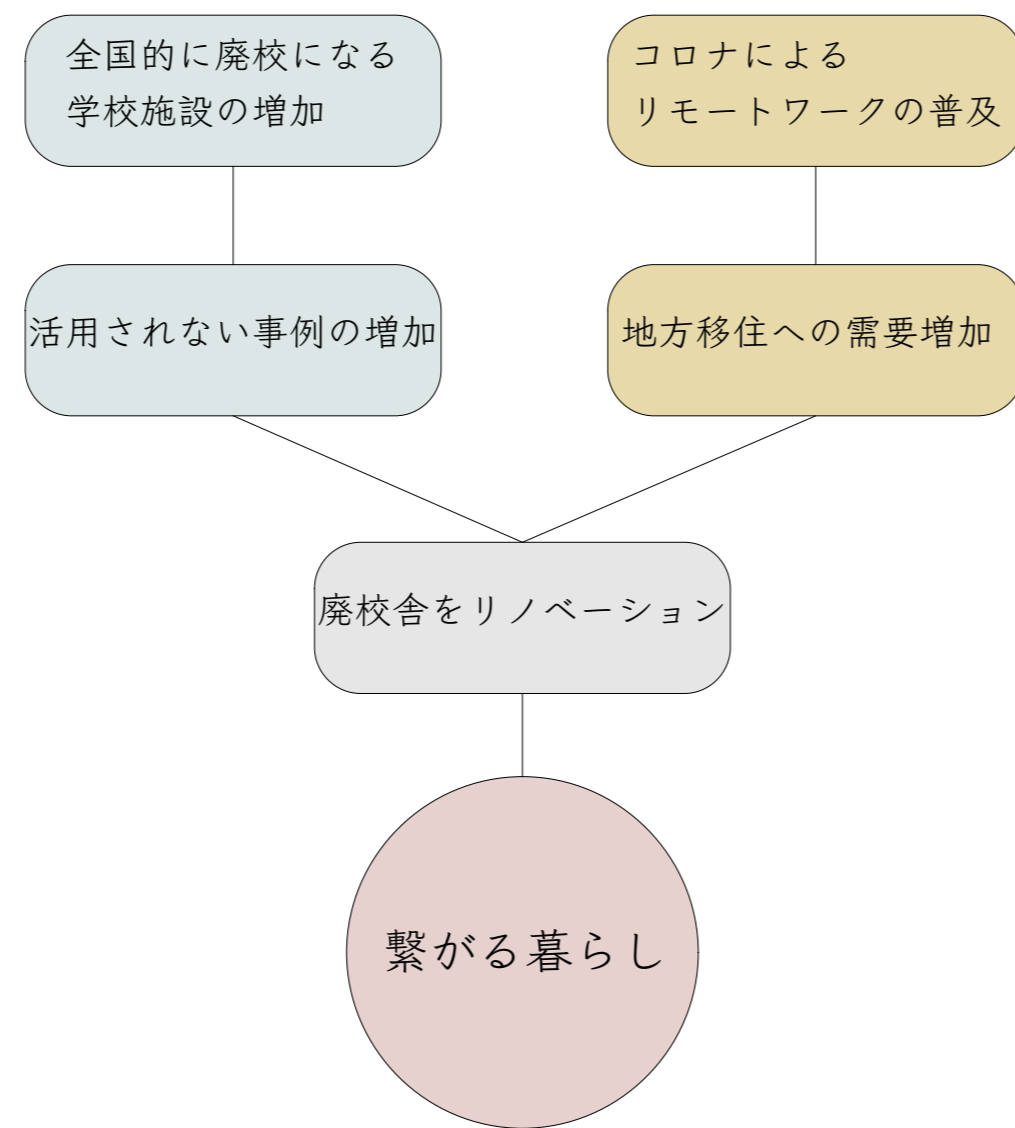 全国的に廃校になる
学校施設の増加
コロナによる
リモートワークの普及
活用されない事例の増加
地方移住への需要増加
廃校舎をリノベーション
繋がる暮らし